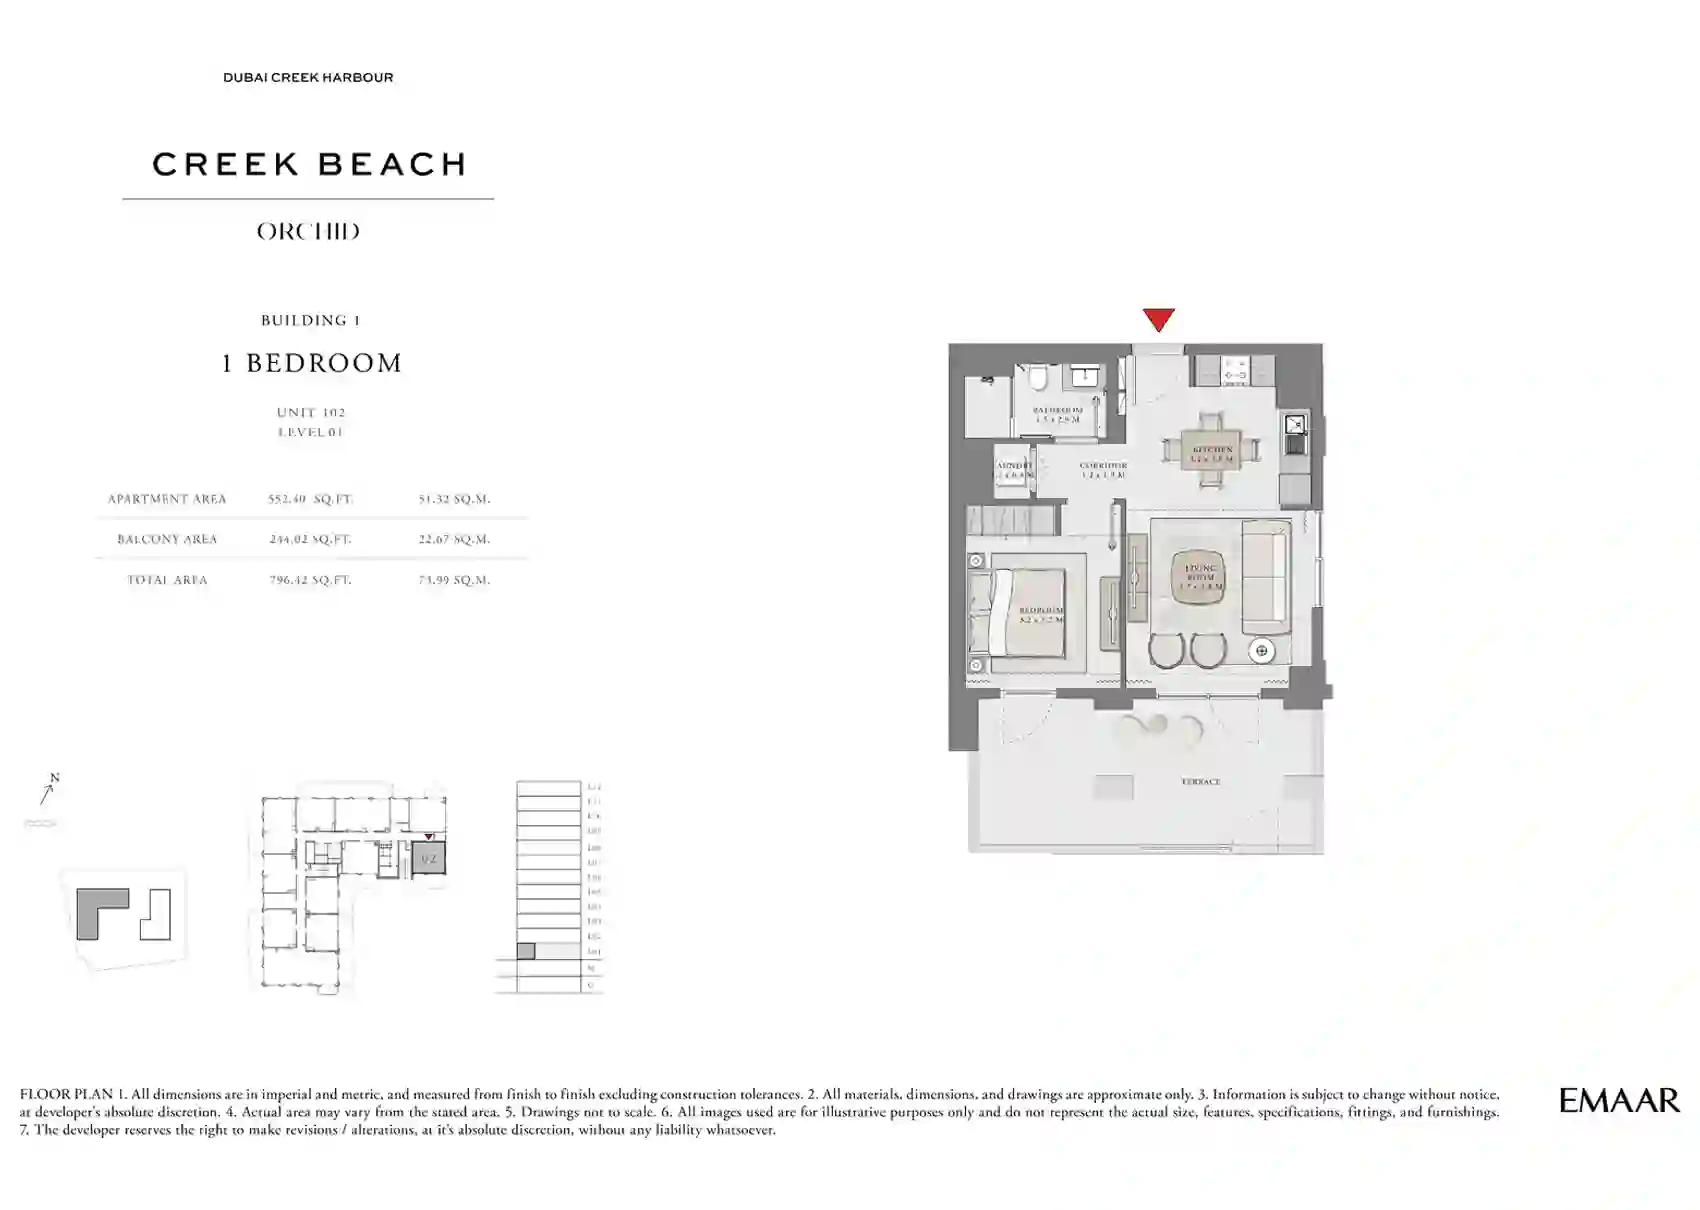 DUBAI CREEK HARBOUR
CREEK BEACH
ORCHID
BUILDING 1
1 BEDROOM
UNIT 102
LEVEL 01
APARTMENT AREA 552.40 SQ.FT. 51.32 SQ.M.
BALCONY AREA 244.02 SQ.FT. 22.67 SQ.M.
TOTAL AREA 796.42 SQ.FT. 73.99 SQ.M.
BATHROOM
KITCHEN
CORRIDOR
LIVING
ROOM
BEDROOM
3.2 x 3.2 M
TERRACE
N
02
FLOOR PLAN 1. All dimensions are in imperial and metric, and measured from finish to finish excluding construction tolerances. 2. All materials, dimensions, and drawings are approximate only. 3. Information is subject to change without notice,
at developer's absolute discretion. 4. Actual area may vary from the stated area. 5. Drawings not to scale. 6. All images used are for illustrative purposes only and do not represent the actual size, features, specifications, fittings, and furnishings.
7. The developer reserves the right to make revisions / alterations, at it's absolute discretion, without any liability whatsoever.
EMAAR